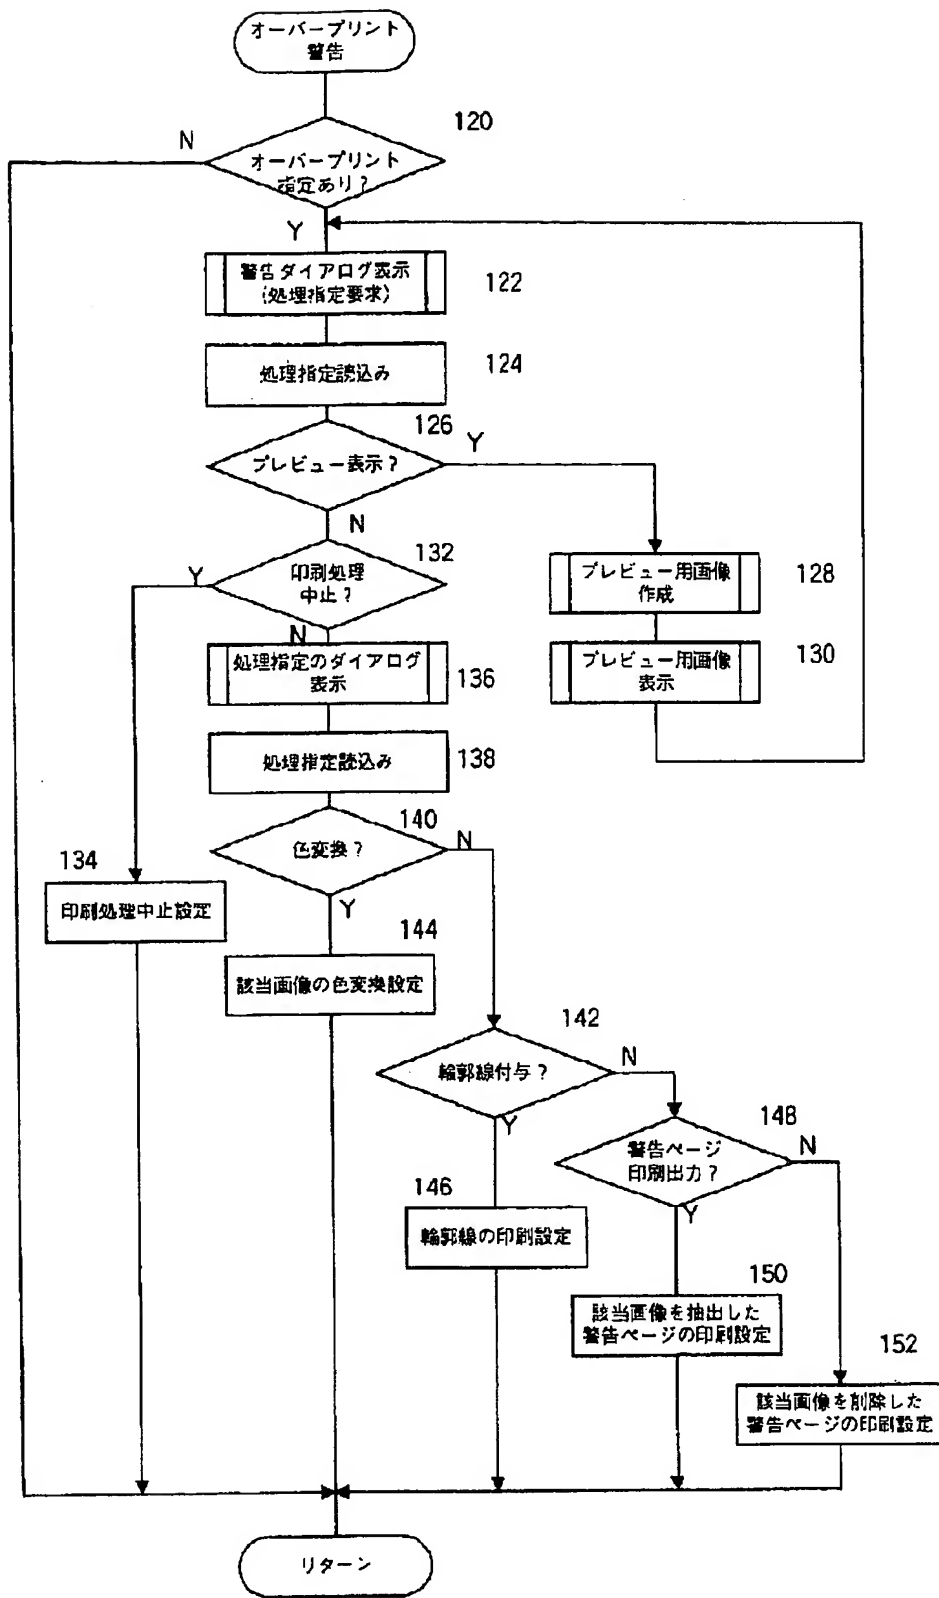 オーバープリント
警告
120
N
オーバープリント
指定あり?
Y
警告ダイアログ表示
(処理指定要求)
122
処理指定読込み
124
126
プレビュー表示?
Y
N
132
印刷処理
中止?
Y
N
プレビュー用画像
作成
128
処理指定のダイアログ
表示
136
プレビュー用画像
表示
130
処理指定読込み
138
140
色変換?
N
Y
134
印刷処理中止設定
144
該当画像の色変換設定
142
輪郭線付与?
N
Y
148
警告ページ
印刷出力?
N
Y
146
輪郭線の印刷設定
150
該当画像を抽出した
警告ページの印刷設定
152
該当画像を削除した
警告ページの印刷設定
リターン